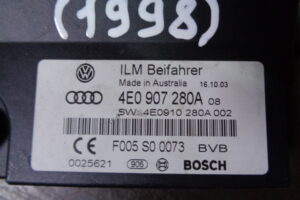 (1998)
ILM Beifahrer
Made in Australia 16.10.03
4E0 907 280A 08
SW: 4E0910 280A 002
F005 S0 0073 BVB
0025621 906 BOSCH